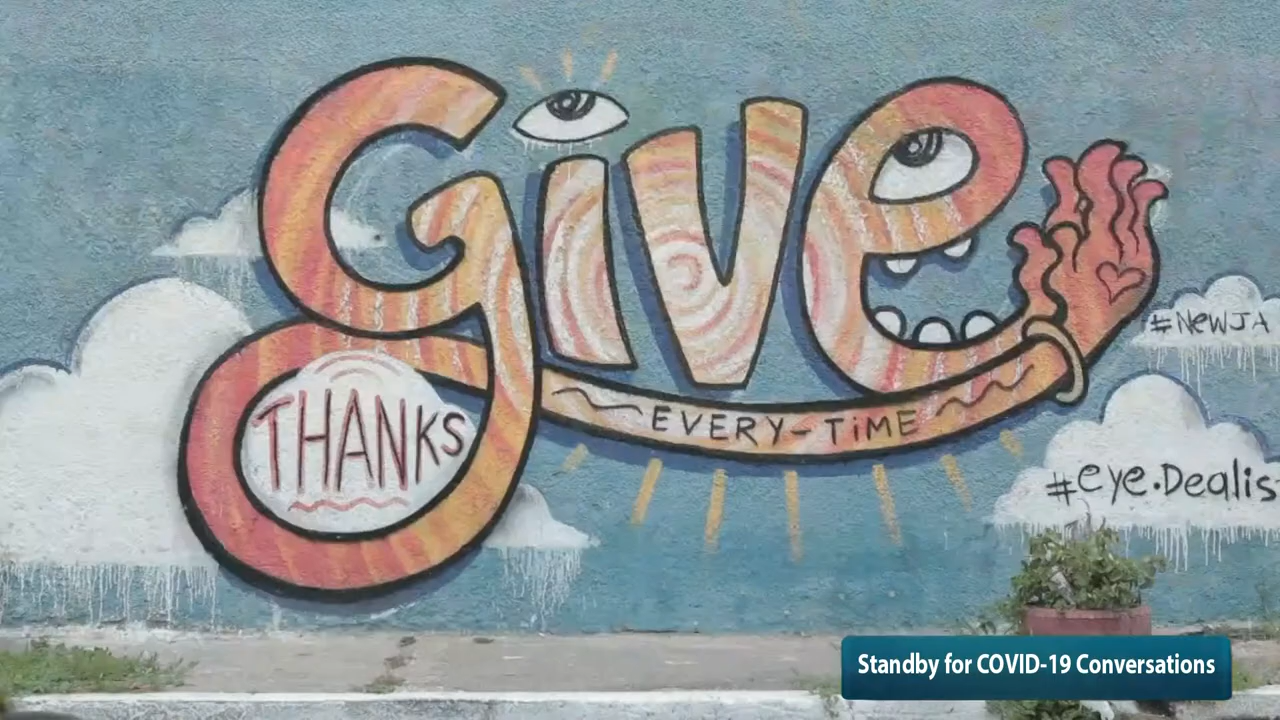 Give
THANKS
EVERY-TiME
#NewJA
#eye.Dealis
Standby for COVID-19 Conversations